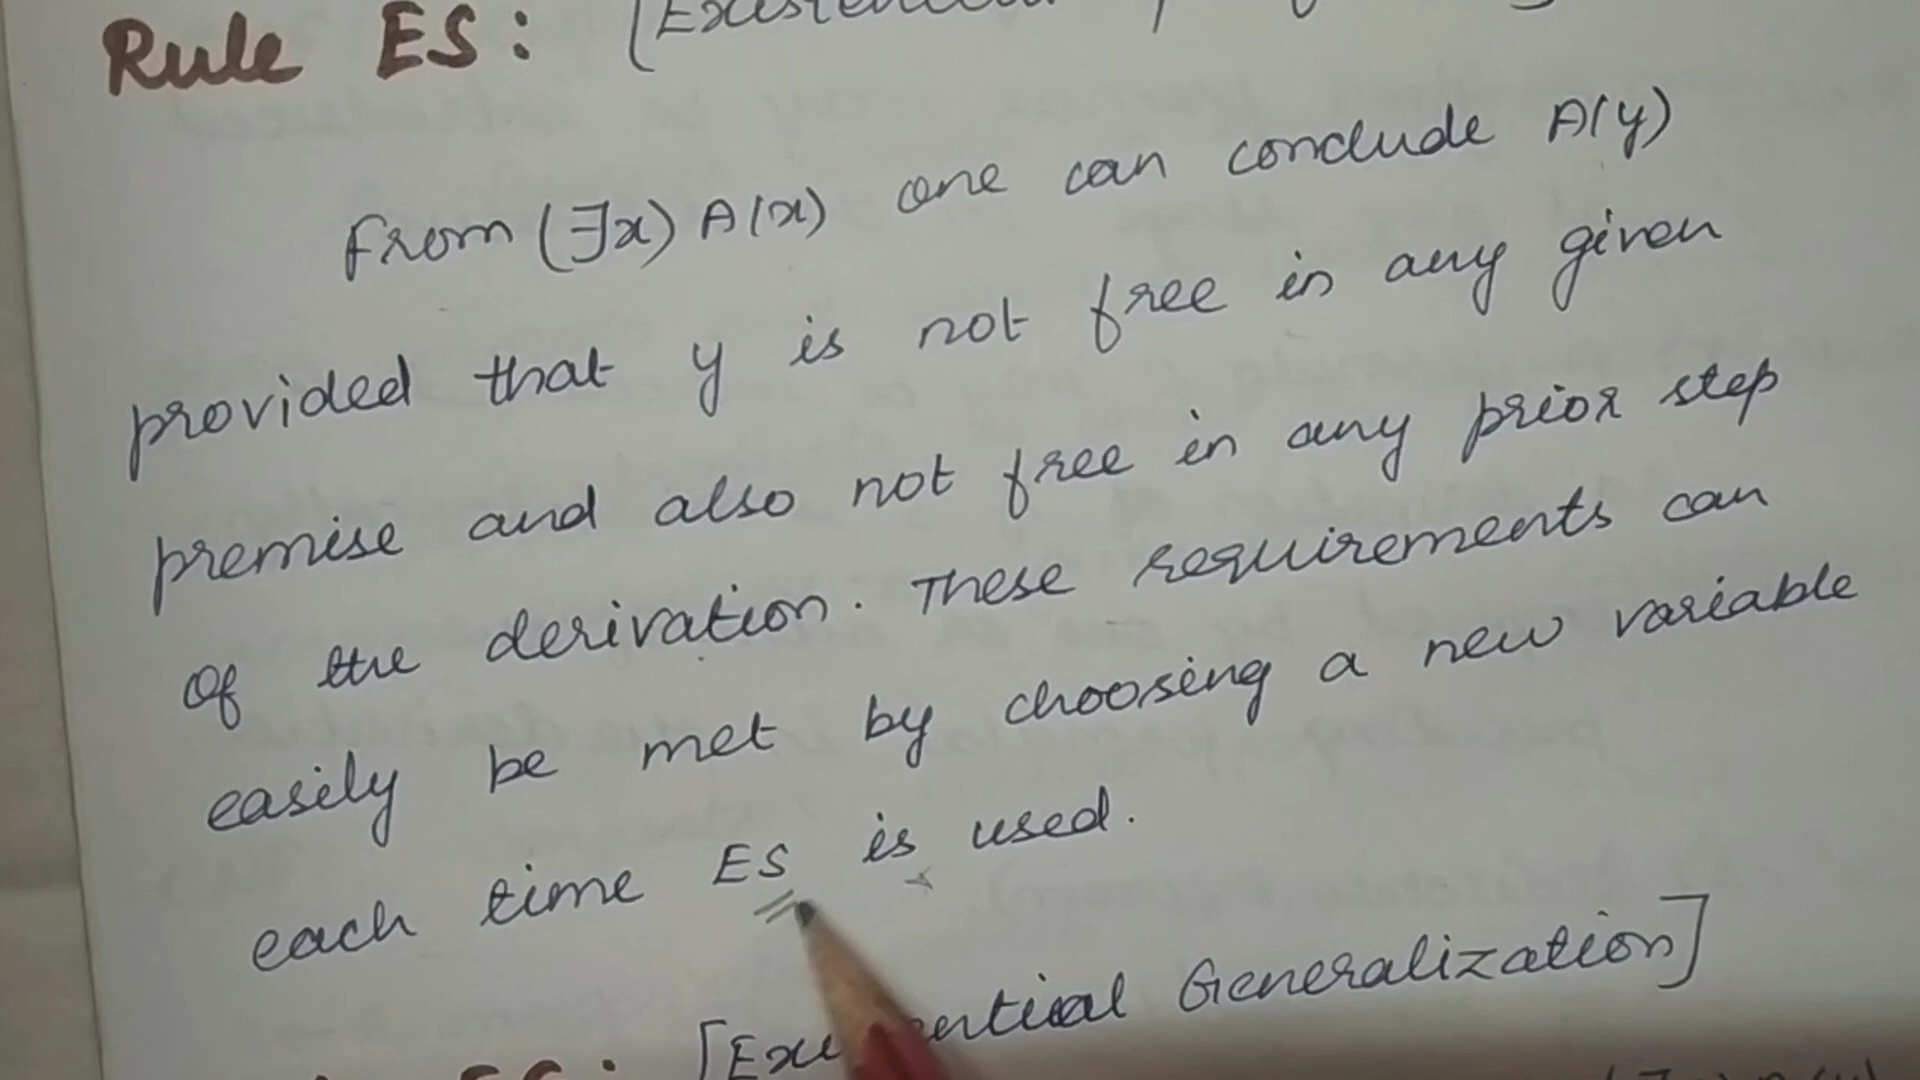 Rule ES:
From (∃x) A(x) one can conclude A(y)
provided that y is not free in any given
premise and also not free in any prior step
of the derivation. These requirements can
easily be met by choosing a new variable
each time ES is used.
Generalization]